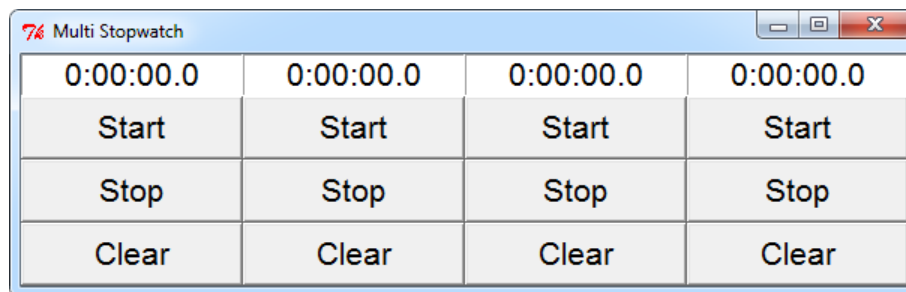 Multi Stopwatch
0:00:00.0 0:00:00.0 0:00:00.0 0:00:00.0
Start Start Start Start
Stop Stop Stop Stop
Clear Clear Clear Clear